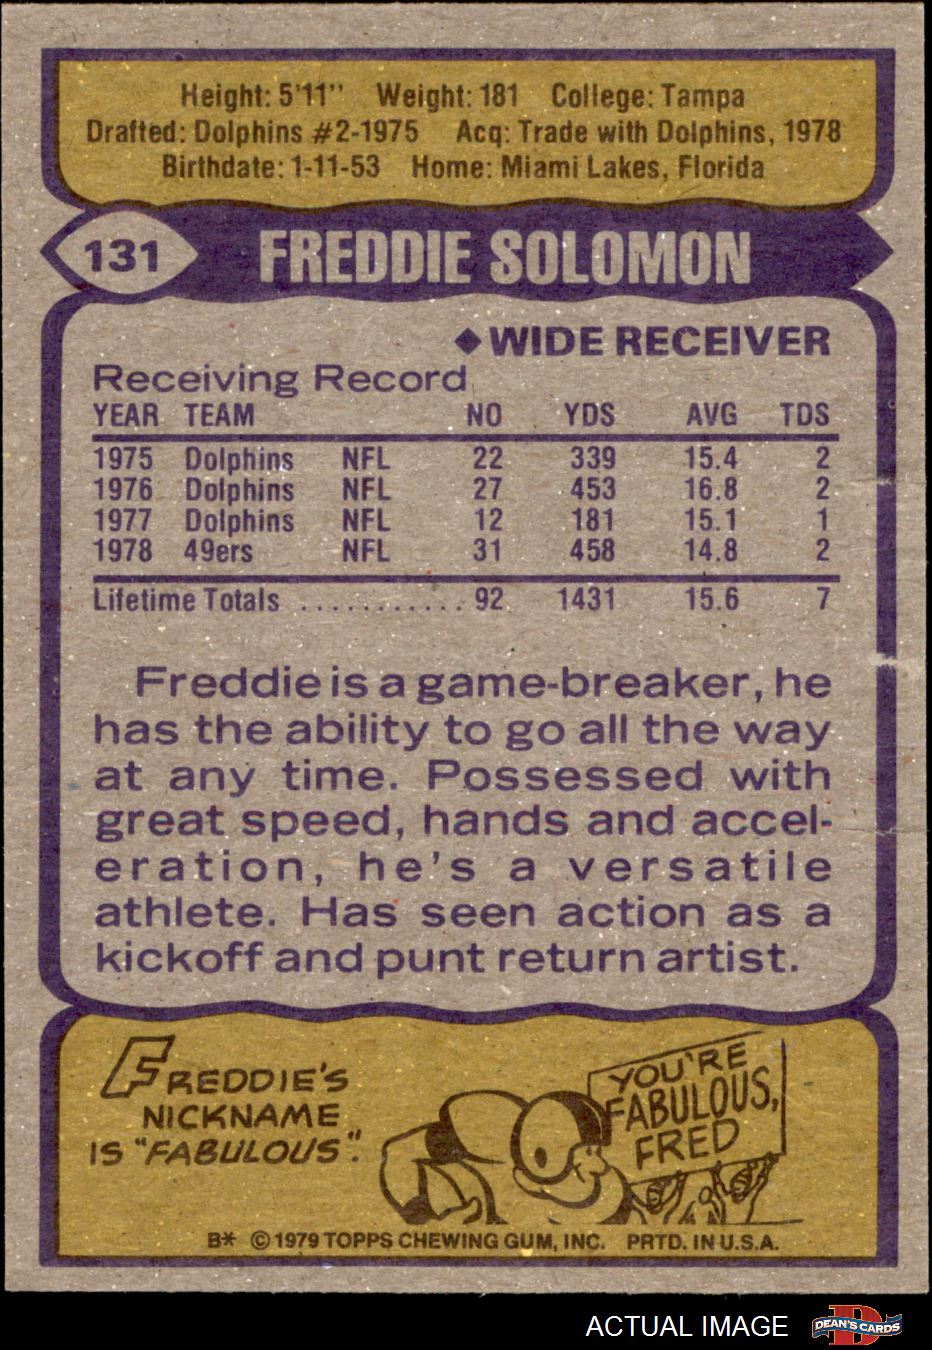 Height: 5'11" Weight: 181 College: Tampa
Drafted: Dolphins #2-1975 Acq: Trade with Dolphins, 1978
Birthdate: 1-11-53 Home: Miami Lakes, Florida
131 FREDDIE SOLOMON
◆WIDE RECEIVER
Receiving Record
YEAR TEAM NO YDS AVG TDS
1975 Dolphins NFL 22 339 15.4 2
1976 Dolphins NFL 27 453 16.8 2
1977 Dolphins NFL 12 181 15.1 1
1978 49ers NFL 31 458 14.8 2
Lifetime Totals ........... 92 1431 15.6 7
Freddie is a game-breaker, he
has the ability to go all the way
at any time. Possessed with
great speed, hands and accel-
eration, he's a versatile
athlete. Has seen action as a
kickoff and punt return artist.
FREDDIE'S
NICKNAME
IS "FABULOUS".
YOU'RE
FABULOUS,
FRED
B* ©1979 TOPPS CHEWING GUM, INC. PRTD. IN U.S.A.
ACTUAL IMAGE
DEAN'S CARDS